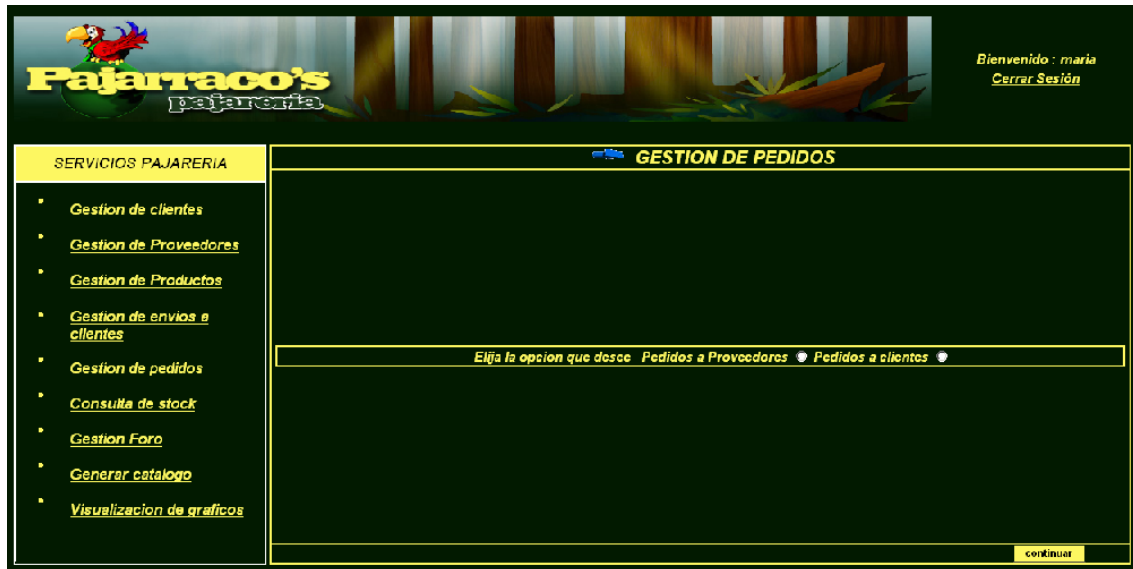 Pajarraco's
pajareria
Bienvenido : maria
Cerrar Sesión
SERVICIOS PAJARERIA
Gestion de clientes
Gestion de Proveedores
Gestion de Productos
Gestion de envios a
clientes
Gestion de pedidos
Consulta de stock
Gestion Foro
Generar catalogo
Visualizacion de graficos
GESTION DE PEDIDOS
Elija la opcion que desee Pedidos a Proveedores Pedidos a clientes
continuar